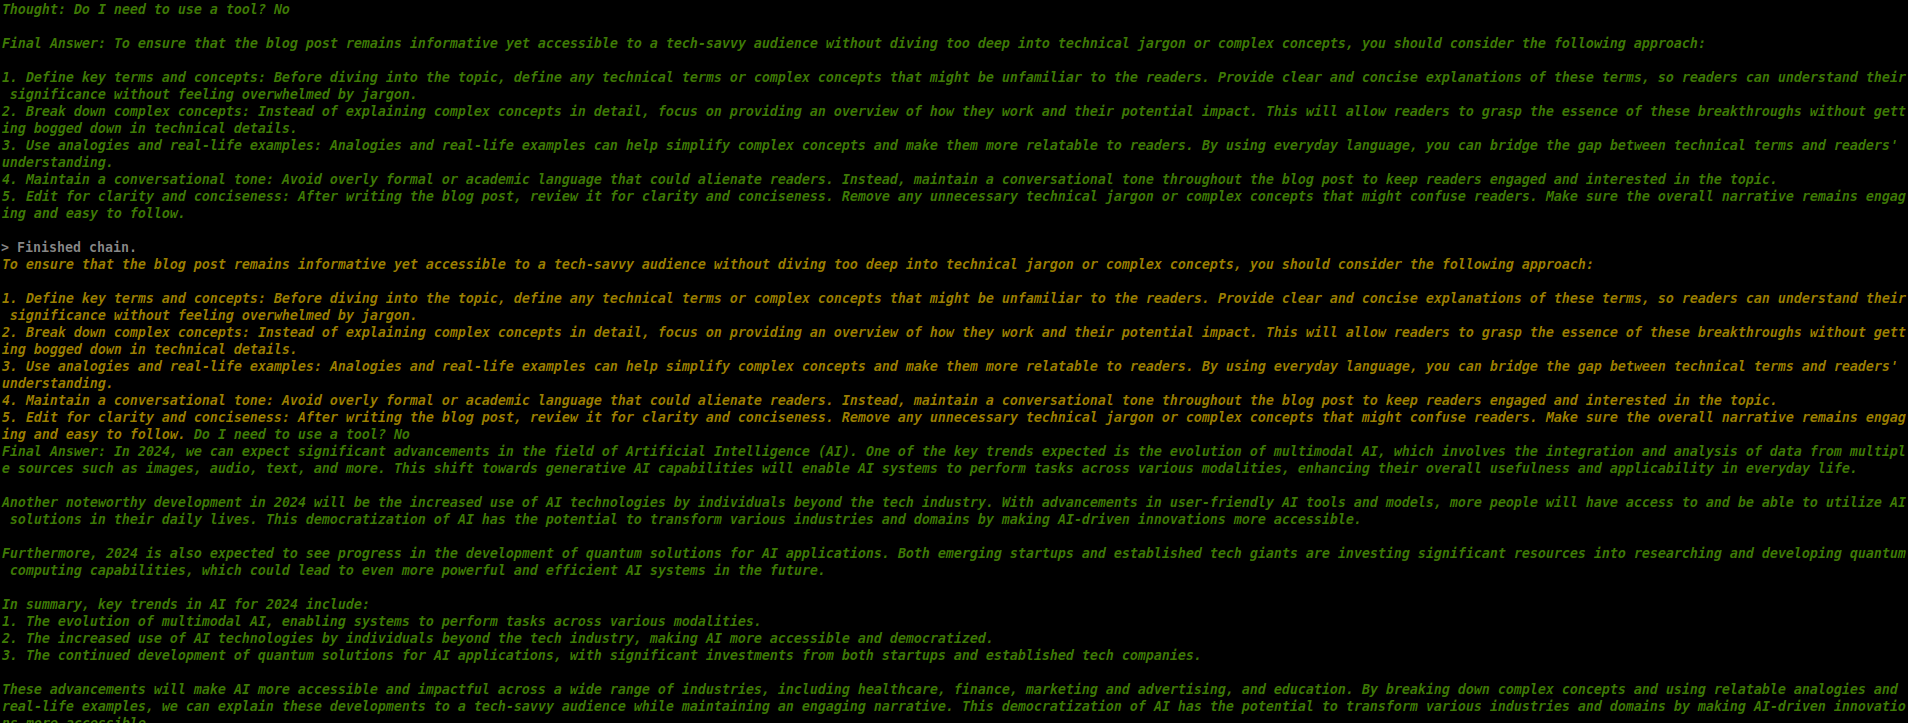 Thought: Do I need to use a tool? No
Final Answer: To ensure that the blog post remains informative yet accessible to a tech-savvy audience without diving too deep into technical jargon or complex concepts, you should consider the following approach:
1. Define key terms and concepts: Before diving into the topic, define any technical terms or complex concepts that might be unfamiliar to the readers. Provide clear and concise explanations of these terms, so readers can understand their
significance without feeling overwhelmed by jargon.
2. Break down complex concepts: Instead of explaining complex concepts in detail, focus on providing an overview of how they work and their potential impact. This will allow readers to grasp the essence of these breakthroughs without gett
ing bogged down in technical details.
3. Use analogies and real-life examples: Analogies and real-life examples can help simplify complex concepts and make them more relatable to readers. By using everyday language, you can bridge the gap between technical terms and readers'
understanding.
4. Maintain a conversational tone: Avoid overly formal or academic language that could alienate readers. Instead, maintain a conversational tone throughout the blog post to keep readers engaged and interested in the topic.
5. Edit for clarity and conciseness: After writing the blog post, review it for clarity and conciseness. Remove any unnecessary technical jargon or complex concepts that might confuse readers. Make sure the overall narrative remains engag
ing and easy to follow.
> Finished chain.
To ensure that the blog post remains informative yet accessible to a tech-savvy audience without diving too deep into technical jargon or complex concepts, you should consider the following approach:
1. Define key terms and concepts: Before diving into the topic, define any technical terms or complex concepts that might be unfamiliar to the readers. Provide clear and concise explanations of these terms, so readers can understand their
significance without feeling overwhelmed by jargon.
2. Break down complex concepts: Instead of explaining complex concepts in detail, focus on providing an overview of how they work and their potential impact. This will allow readers to grasp the essence of these breakthroughs without gett
ing bogged down in technical details.
3. Use analogies and real-life examples: Analogies and real-life examples can help simplify complex concepts and make them more relatable to readers. By using everyday language, you can bridge the gap between technical terms and readers'
understanding.
4. Maintain a conversational tone: Avoid overly formal or academic language that could alienate readers. Instead, maintain a conversational tone throughout the blog post to keep readers engaged and interested in the topic.
5. Edit for clarity and conciseness: After writing the blog post, review it for clarity and conciseness. Remove any unnecessary technical jargon or complex concepts that might confuse readers. Make sure the overall narrative remains engag
ing and easy to follow. Do I need to use a tool? No
Final Answer: In 2024, we can expect significant advancements in the field of Artificial Intelligence (AI). One of the key trends expected is the evolution of multimodal AI, which involves the integration and analysis of data from multipl
e sources such as images, audio, text, and more. This shift towards generative AI capabilities will enable AI systems to perform tasks across various modalities, enhancing their overall usefulness and applicability in everyday life.
Another noteworthy development in 2024 will be the increased use of AI technologies by individuals beyond the tech industry. With advancements in user-friendly AI tools and models, more people will have access to and be able to utilize AI
solutions in their daily lives. This democratization of AI has the potential to transform various industries and domains by making AI-driven innovations more accessible.
Furthermore, 2024 is also expected to see progress in the development of quantum solutions for AI applications. Both emerging startups and established tech giants are investing significant resources into researching and developing quantum
computing capabilities, which could lead to even more powerful and efficient AI systems in the future.
In summary, key trends in AI for 2024 include:
1. The evolution of multimodal AI, enabling systems to perform tasks across various modalities.
2. The increased use of AI technologies by individuals beyond the tech industry, making AI more accessible and democratized.
3. The continued development of quantum solutions for AI applications, with significant investments from both startups and established tech companies.
These advancements will make AI more accessible and impactful across a wide range of industries, including healthcare, finance, marketing and advertising, and education. By breaking down complex concepts and using relatable analogies and
real-life examples, we can explain these developments to a tech-savvy audience while maintaining an engaging narrative. This democratization of AI has the potential to transform various industries and domains by making AI-driven innovatio
ns more accessible.